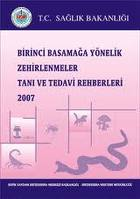 T.C. SAĞLIK BAKANLIĞI
BİRİNCİ BASAMAĞA YÖNELİK
ZEHİRLENMELER
TANI VE TEDAVİ REHBERLERİ
2007